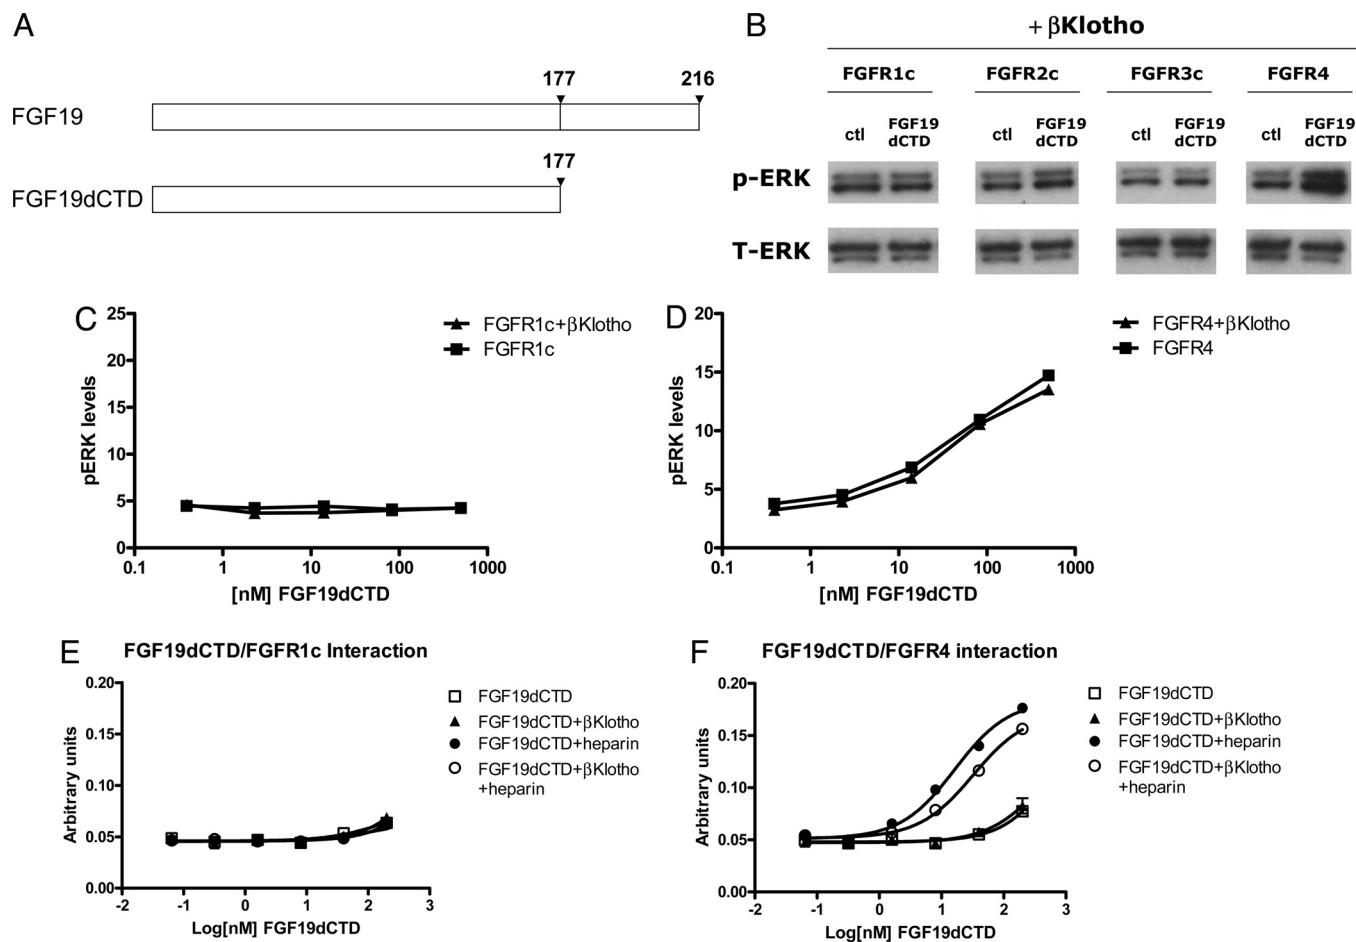 A
177 216
FGF19
177
FGF19dCTD
B
+ βKlotho
FGFR1c FGFR2c FGFR3c FGFR4
ctl FGF19 dCTD ctl FGF19 dCTD ctl FGF19 dCTD ctl FGF19 dCTD
p-ERK
T-ERK
C
FGFR1c+βKlotho
FGFR1c
pERK levels
25
20
15
10
5
0
0.1 1 10 100 1000
[nM] FGF19dCTD
D
FGFR4+βKlotho
FGFR4
pERK levels
20
15
10
5
0
0.1 1 10 100 1000
[nM] FGF19dCTD
E
FGF19dCTD/FGFR1c Interaction
FGF19dCTD
FGF19dCTD+βKlotho
FGF19dCTD+heparin
FGF19dCTD+βKlotho
+heparin
Arbitrary units
0.20
0.15
0.10
0.05
0.00
-2 -1 0 1 2 3
Log[nM] FGF19dCTD
F
FGF19dCTD/FGFR4 interaction
FGF19dCTD
FGF19dCTD+βKlotho
FGF19dCTD+heparin
FGF19dCTD+βKlotho
+heparin
Arbitrary units
0.20
0.15
0.10
0.05
0.00
-2 -1 0 1 2 3
Log[nM] FGF19dCTD